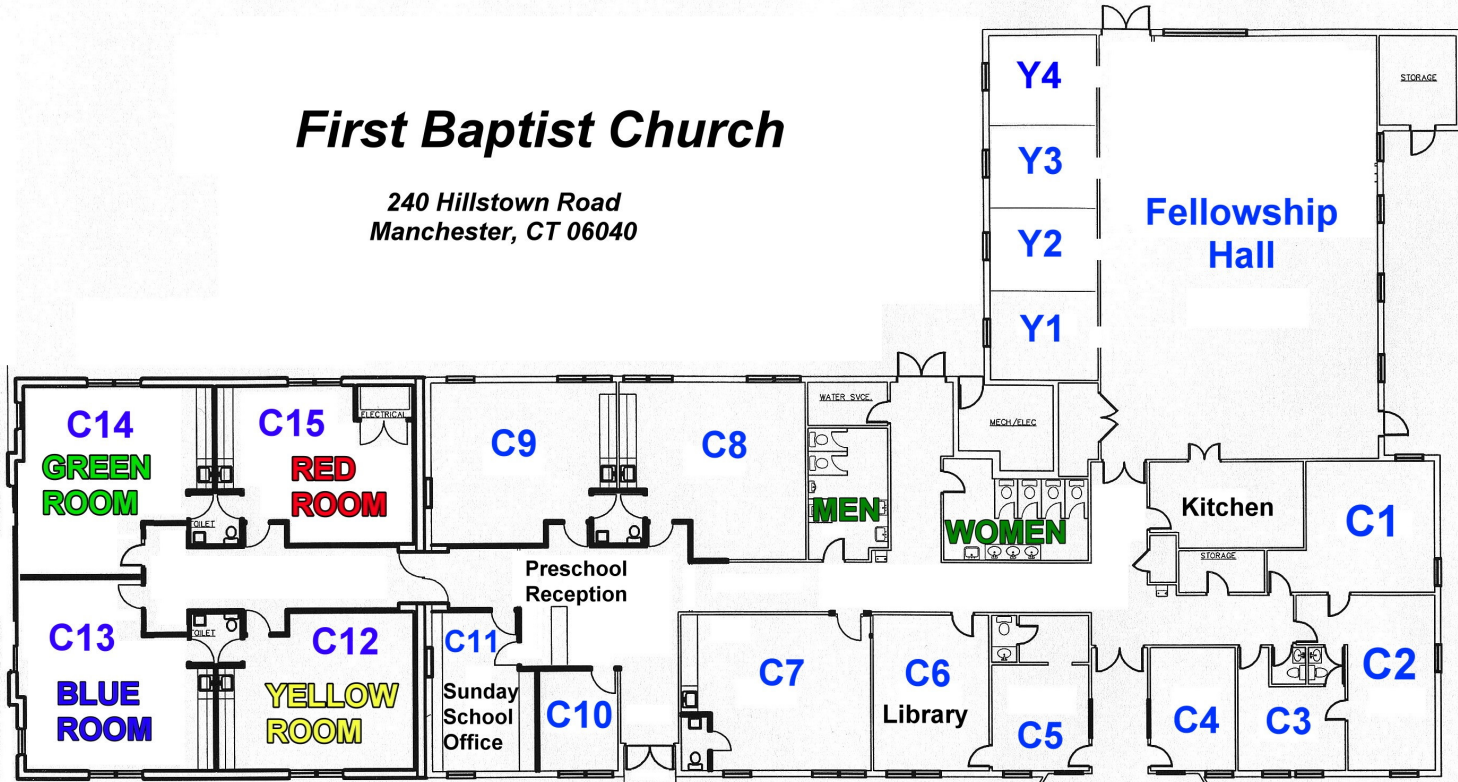 First Baptist Church
240 Hillstown Road
Manchester, CT 06040
Y4
Y3
Y2
Y1
STORAGE
Fellowship
Hall
C14
GREEN
ROOM
C15
RED
ROOM
ELECTRICAL
TOILET
C9
C8
WATER SVCE.
MEN
MECH/ELEC
WOMEN
Kitchen
STORAGE
C1
Preschool
Reception
C13
BLUE
ROOM
TOILET
C12
YELLOW
ROOM
C11
Sunday
School
Office
C10
C7
C6
Library
C5
C4
C3
C2